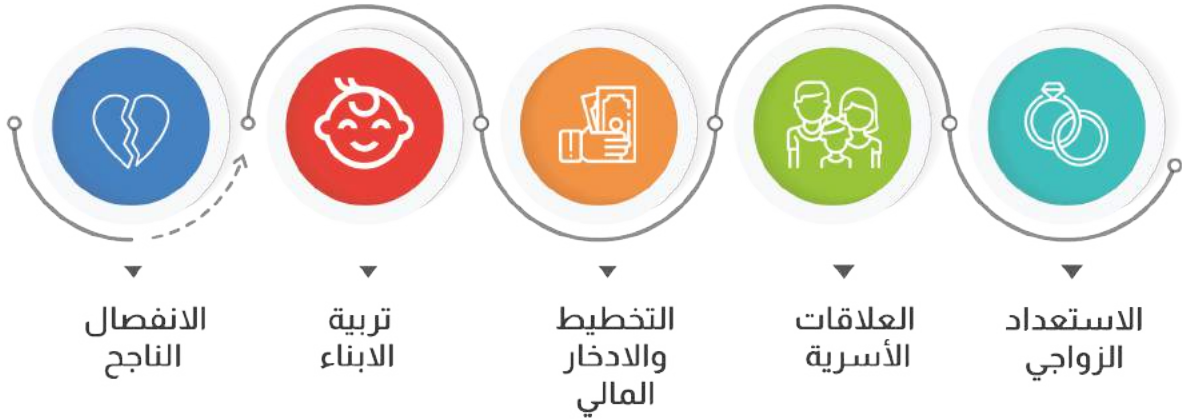 الاستعداد
الزواجي
العلاقات
الأسرية
التخطيط
والادخار
المالي
تربية
الابناء
الانفصال
الناجح